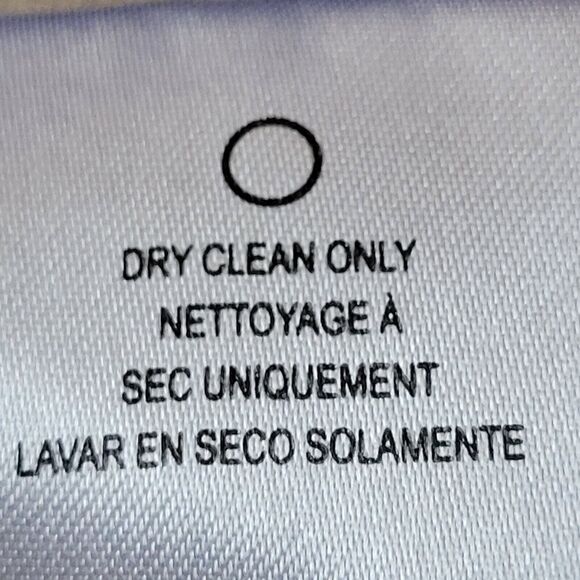 DRY CLEAN ONLY
NETTOYAGE À
SEC UNIQUEMENT
LAVAR EN SECO SOLAMENTE